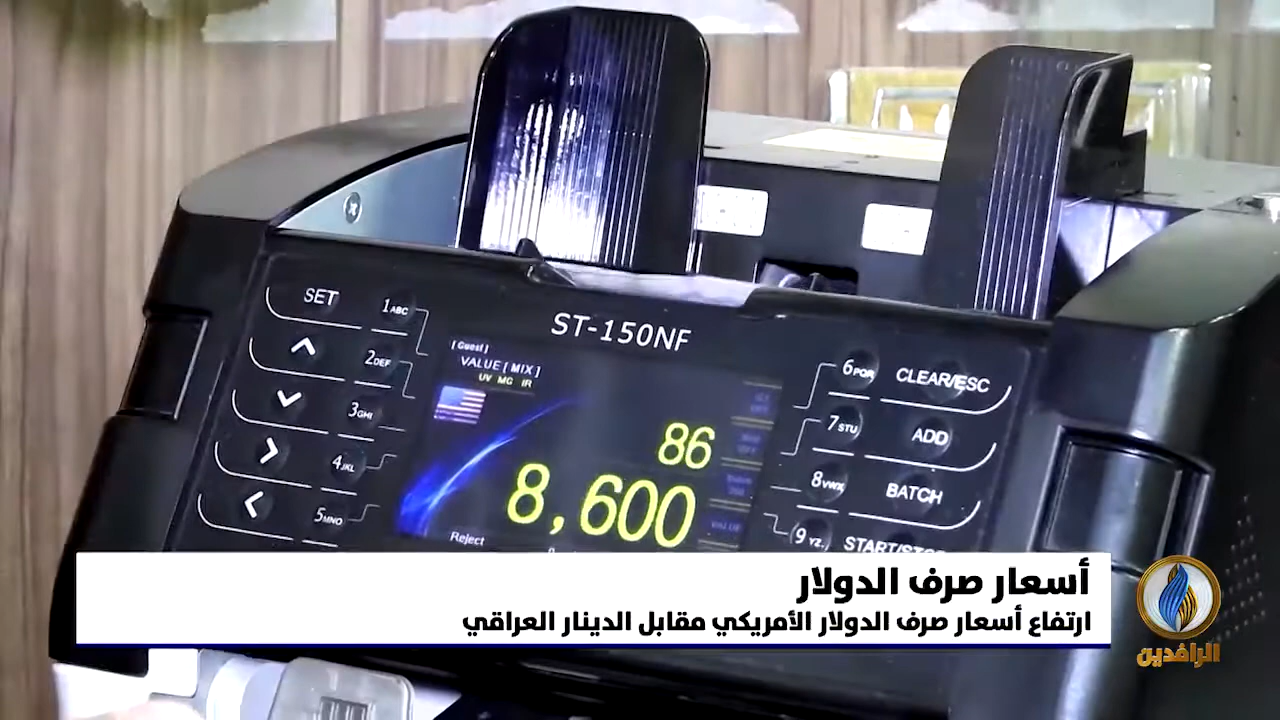 ST-150NF
SET
1ABC
2DEF
3GHI
4JKL
5MNO
[ Guest ]
VALUE [ MIX ]
UV MG IR
86
8,600
Reject
6PQR
CLEAR/ESC
7STU
ADD
8VWX
BATCH
9YZ.
أسعار صرف الدولار
ارتفاع أسعار صرف الدولار الأمريكي مقابل الدينار العراقي
الرافدين